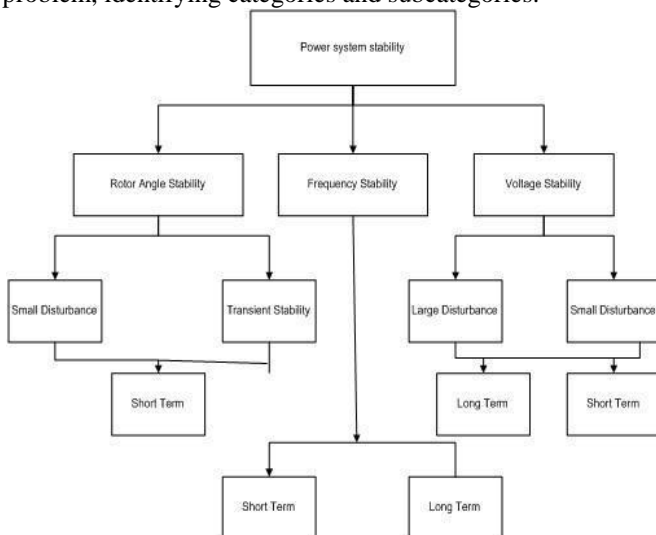 problem, identifying categories and subcategories.
Power system stability
Rotor Angle Stability
Frequency Stability
Voltage Stability
Small Disturbance
Transient Stability
Large Disturbance
Small Disturbance
Short Term
Long Term
Short Term
Short Term
Long Term